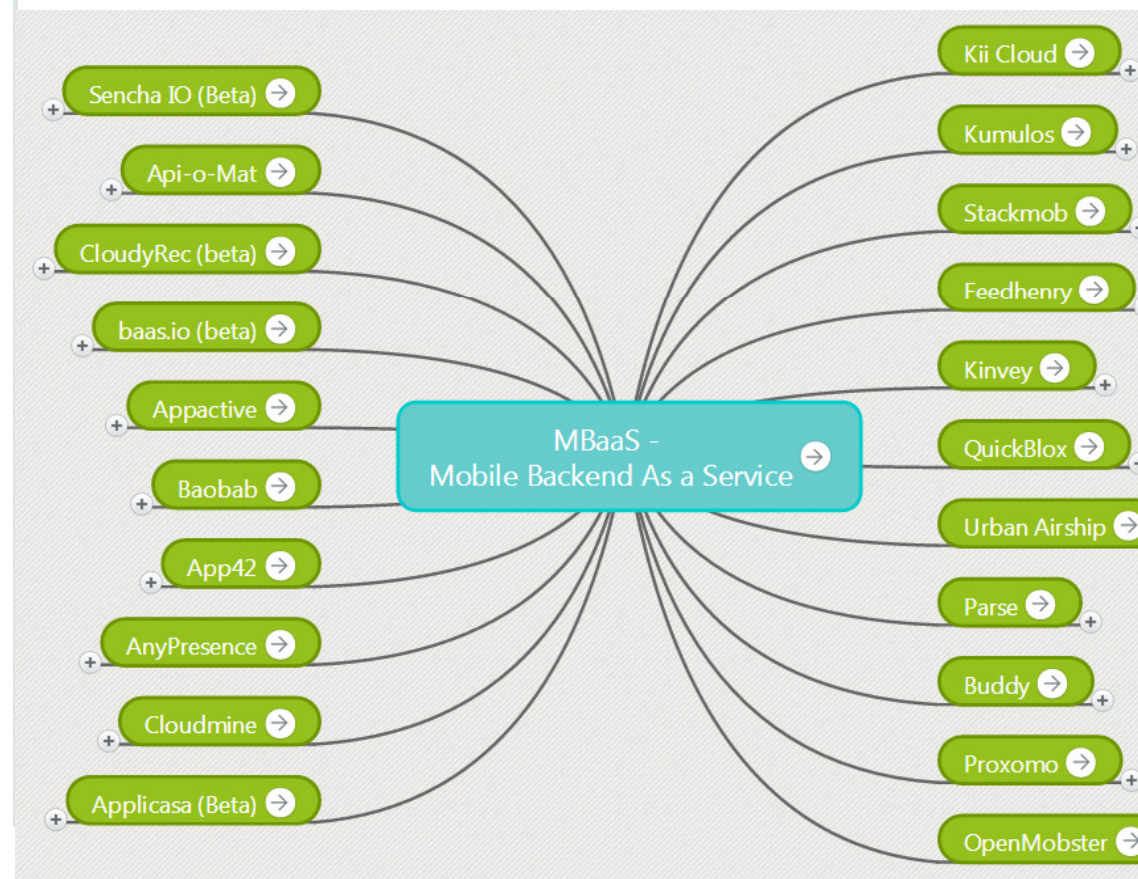 Sencha IO (Beta)
Api-o-Mat
CloudyRec (beta)
baas.io (beta)
Appactive
Baobab
App42
AnyPresence
Cloudmine
Applicasa (Beta)
MBaaS -
Mobile Backend As a Service
Kii Cloud
Kumulos
Stackmob
Feedhenry
Kinvey
QuickBlox
Urban Airship
Parse
Buddy
Proxomo
OpenMobster